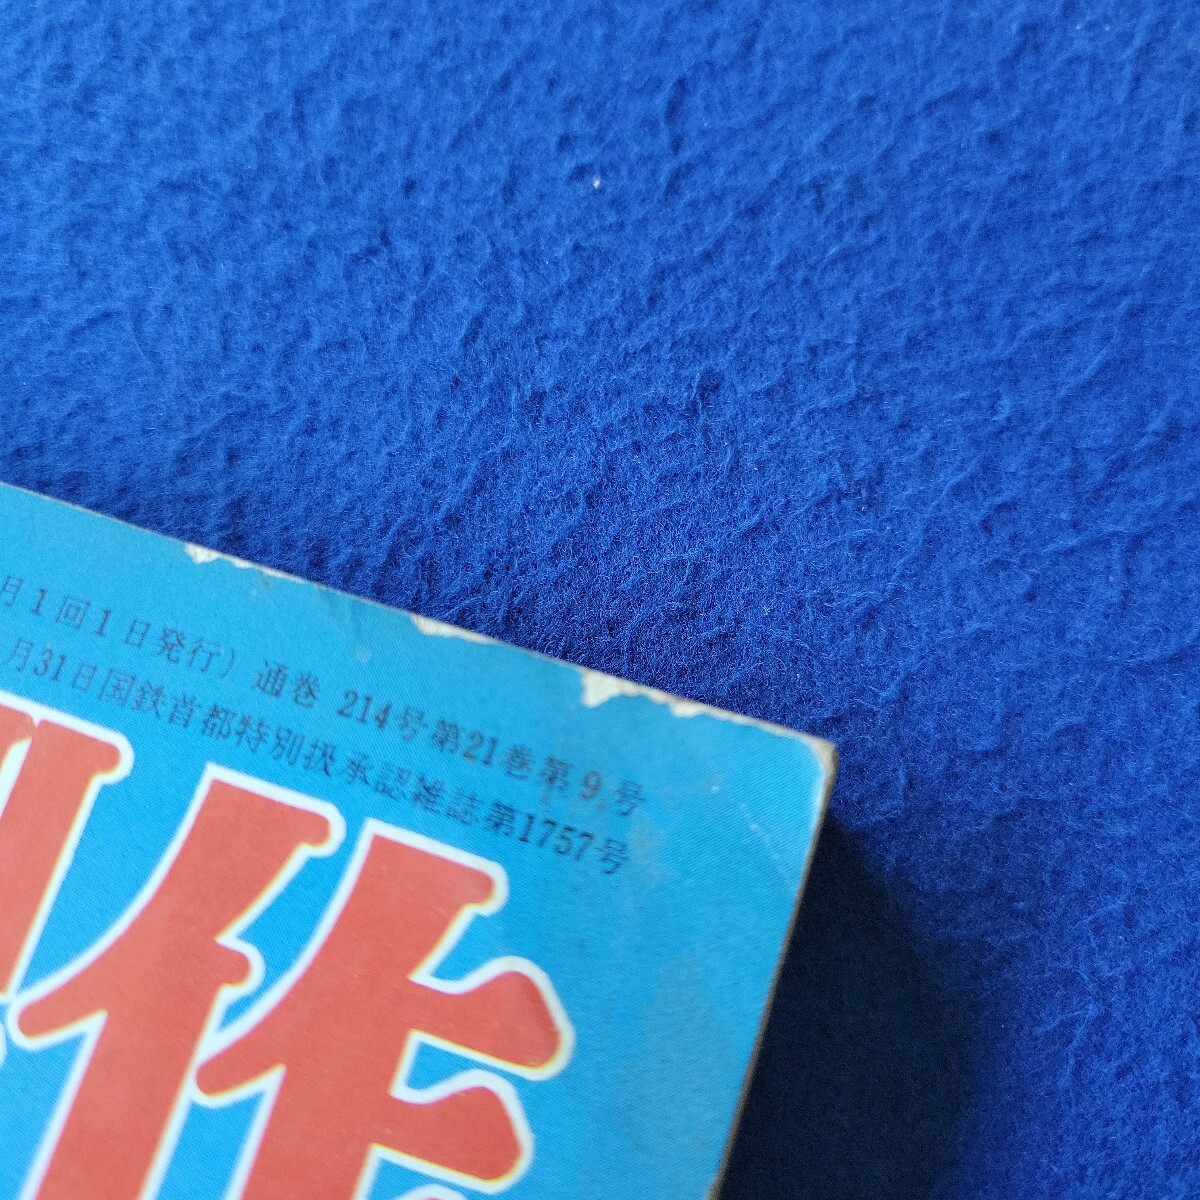 月1回1日発行）通巻 214号・第21巻第9号
月31日国鉄首都特別扱承認雑誌第1757号
作